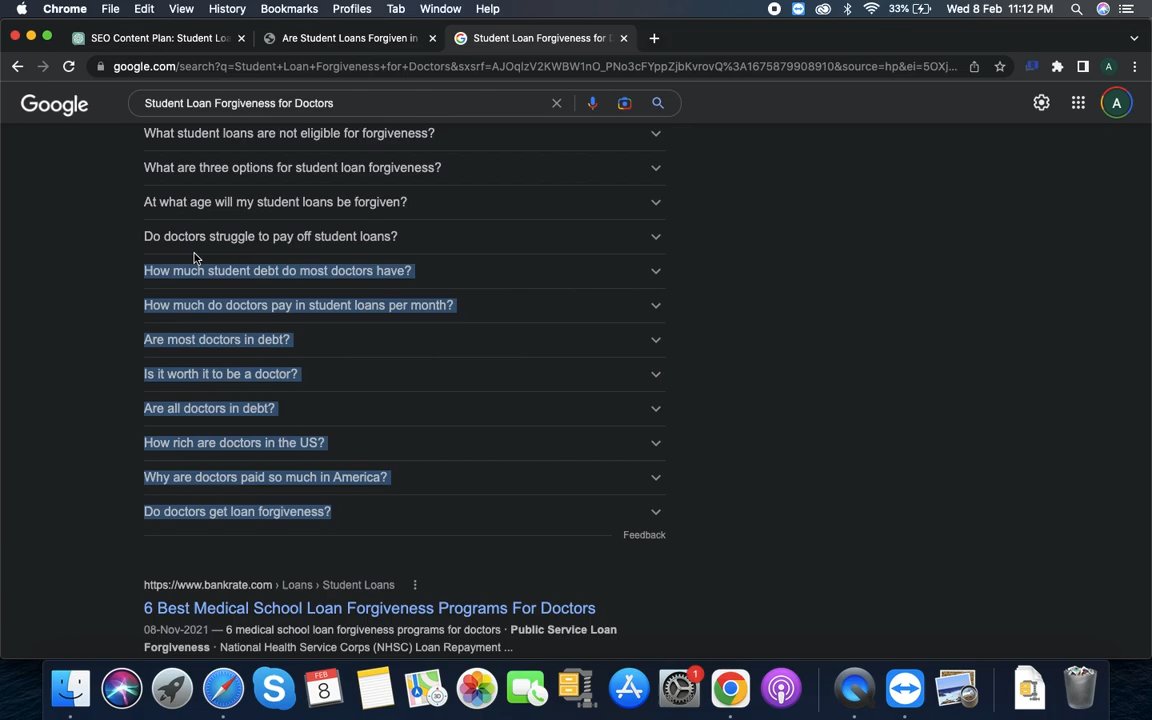 Chrome File Edit View History Bookmarks Profiles Tab Window Help 33% Wed 8 Feb 11:12 PM
SEO Content Plan: Student Loa Are Student Loans Forgiven in Student Loan Forgiveness for D
google.com/search?q=Student+Loan+Forgiveness+for+Doctors&sxsrf=AJOqlzV2KWBW1nO_PNo3cFYppZjbKvrovQ%3A1675879908910&source=hp&ei=5OXj...
A
Google
Student Loan Forgiveness for Doctors
A
What student loans are not eligible for forgiveness?
What are three options for student loan forgiveness?
At what age will my student loans be forgiven?
Do doctors struggle to pay off student loans?
How much student debt do most doctors have?
How much do doctors pay in student loans per month?
Are most doctors in debt?
Is it worth it to be a doctor?
Are all doctors in debt?
How rich are doctors in the US?
Why are doctors paid so much in America?
Do doctors get loan forgiveness?
Feedback
https://www.bankrate.com › Loans › Student Loans
6 Best Medical School Loan Forgiveness Programs For Doctors
08-Nov-2021 — 6 medical school loan forgiveness programs for doctors · Public Service Loan
Forgiveness · National Health Service Corps (NHSC) Loan Repayment ...
FEB
8
1